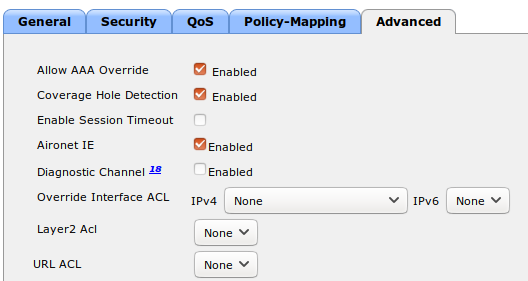 General Security QoS Policy-Mapping Advanced
Allow AAA Override Enabled
Coverage Hole Detection Enabled
Enable Session Timeout
Aironet IE Enabled
Diagnostic Channel 18 Enabled
Override Interface ACL IPv4 None IPv6 None
Layer2 Acl None
URL ACL None